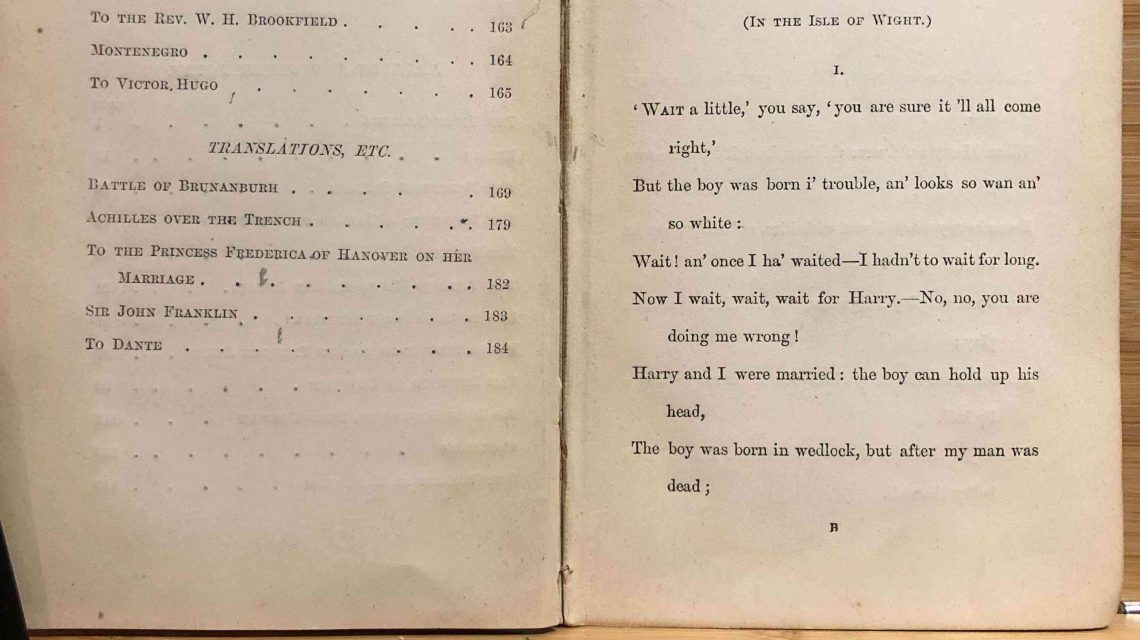 To the Rev. W. H. Brookfield . . . . . 163
Montenegro . . . . . . . . . 164
To Victor Hugo . . . . . . . 165
TRANSLATIONS, ETC.
Battle of Brunanburh . . . . . 169
Achilles over the Trench . . . . . . 179
To the Princess Frederica of Hanover on her
Marriage . . . . . . . . . 182
Sir John Franklin . . . . . . . 183
To Dante . . . . . . . . . 184
(In the Isle of Wight.)
I.
‘Wait a little,’ you say, ‘you are sure it ’ll all come
right,’
But the boy was born i’ trouble, an’ looks so wan an’
so white :
Wait! an’ once I ha’ waited—I hadn’t to wait for long.
Now I wait, wait, wait for Harry.—No, no, you are
doing me wrong!
Harry and I were married: the boy can hold up his
head,
The boy was born in wedlock, but after my man was
dead;
B